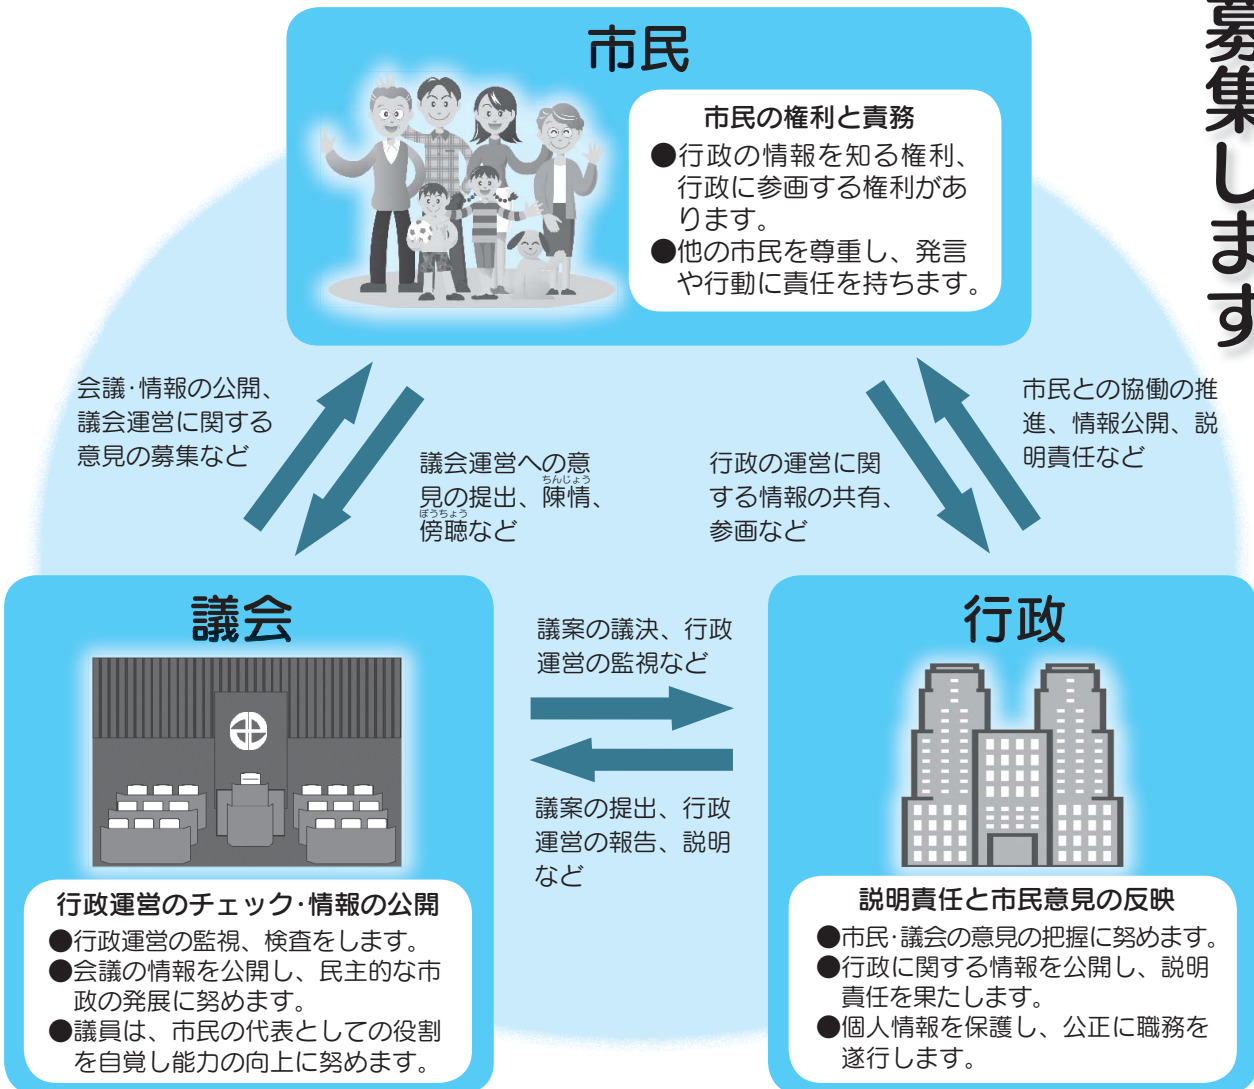 募集します
市民
市民の権利と責務
●行政の情報を知る権利、
行政に参画する権利があ
ります。
●他の市民を尊重し、発言
や行動に責任を持ちます。
会議・情報の公開、
議会運営に関する
意見の募集など
議会運営への意
見の提出、陳情、
傍聴など
ちんじょう
ぼうちょう
行政の運営に関
する情報の共有、
参画など
市民との協働の推
進、情報公開、説
明責任など
議会
議案の議決、行政
運営の監視など
議案の提出、行政
運営の報告、説明
など
行政
行政運営のチェック・情報の公開
●行政運営の監視、検査をします。
●会議の情報を公開し、民主的な市
政の発展に努めます。
●議員は、市民の代表としての役割
を自覚し能力の向上に努めます。
説明責任と市民意見の反映
●市民・議会の意見の把握に努めます。
●行政に関する情報を公開し、説明
責任を果たします。
●個人情報を保護し、公正に職務を
遂行します。